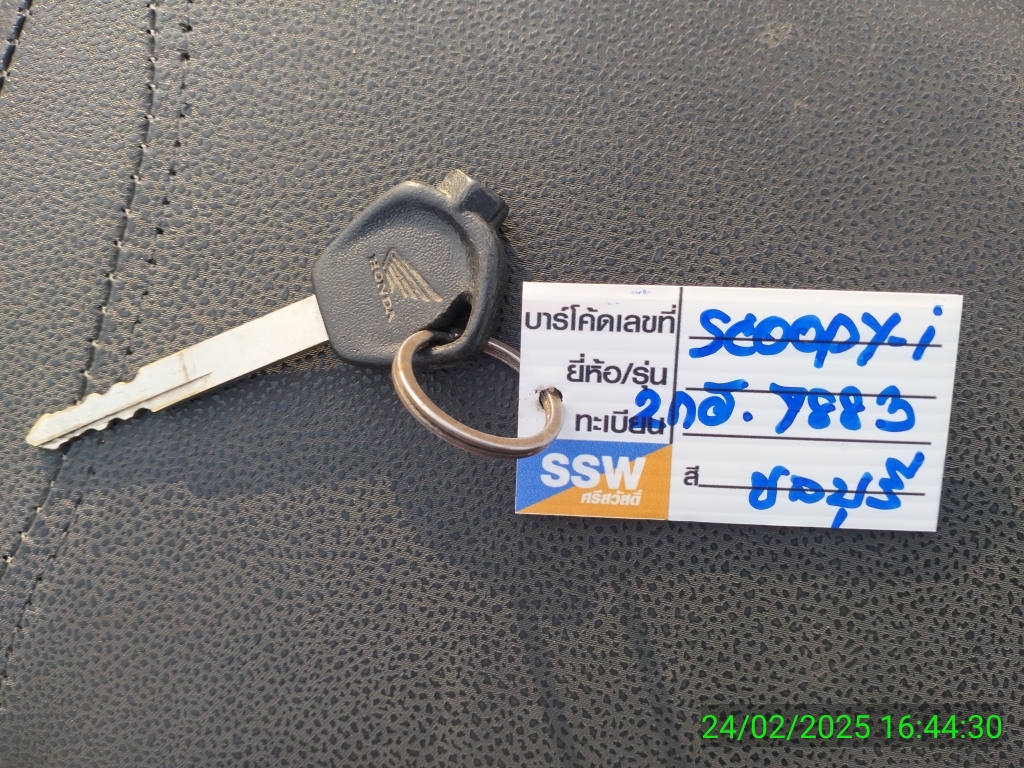 HONDA
บาร์โค้ดเลขที่ SCOOPY-i
ยี่ห้อ/รุ่น
ทะเบียน 2กฮ. 7883
SSW
ศรีสวัสดิ์
สี ชลบุรี
24/02/2025 16:44:30